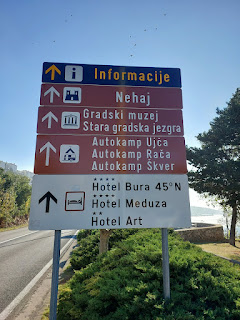 Informacije
Nehaj
Gradski muzej
Stara gradska jezgra
Autokamp Ujča
Autokamp Rača
Autokamp Škver
****
Hotel Bura 45°N
****
Hotel Meduza
**
Hotel Art